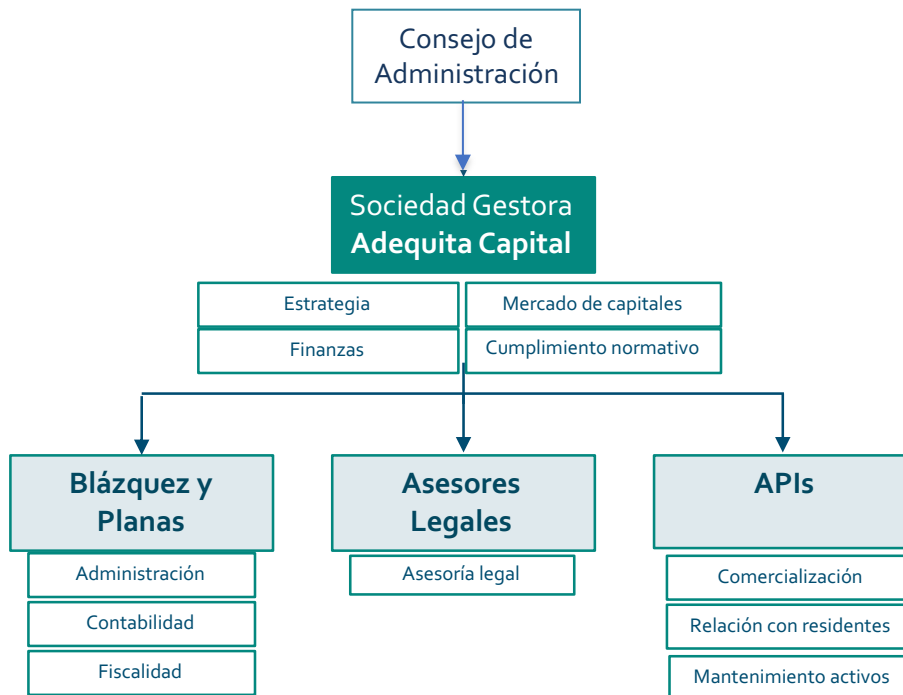 Consejo de
Administración
Sociedad Gestora
Adequita Capital
Estrategia
Mercado de capitales
Finanzas
Cumplimiento normativo
Blázquez y
Planas
Administración
Contabilidad
Fiscalidad
Asesores
Legales
Asesoría legal
APIs
Comercialización
Relación con residentes
Mantenimiento activos